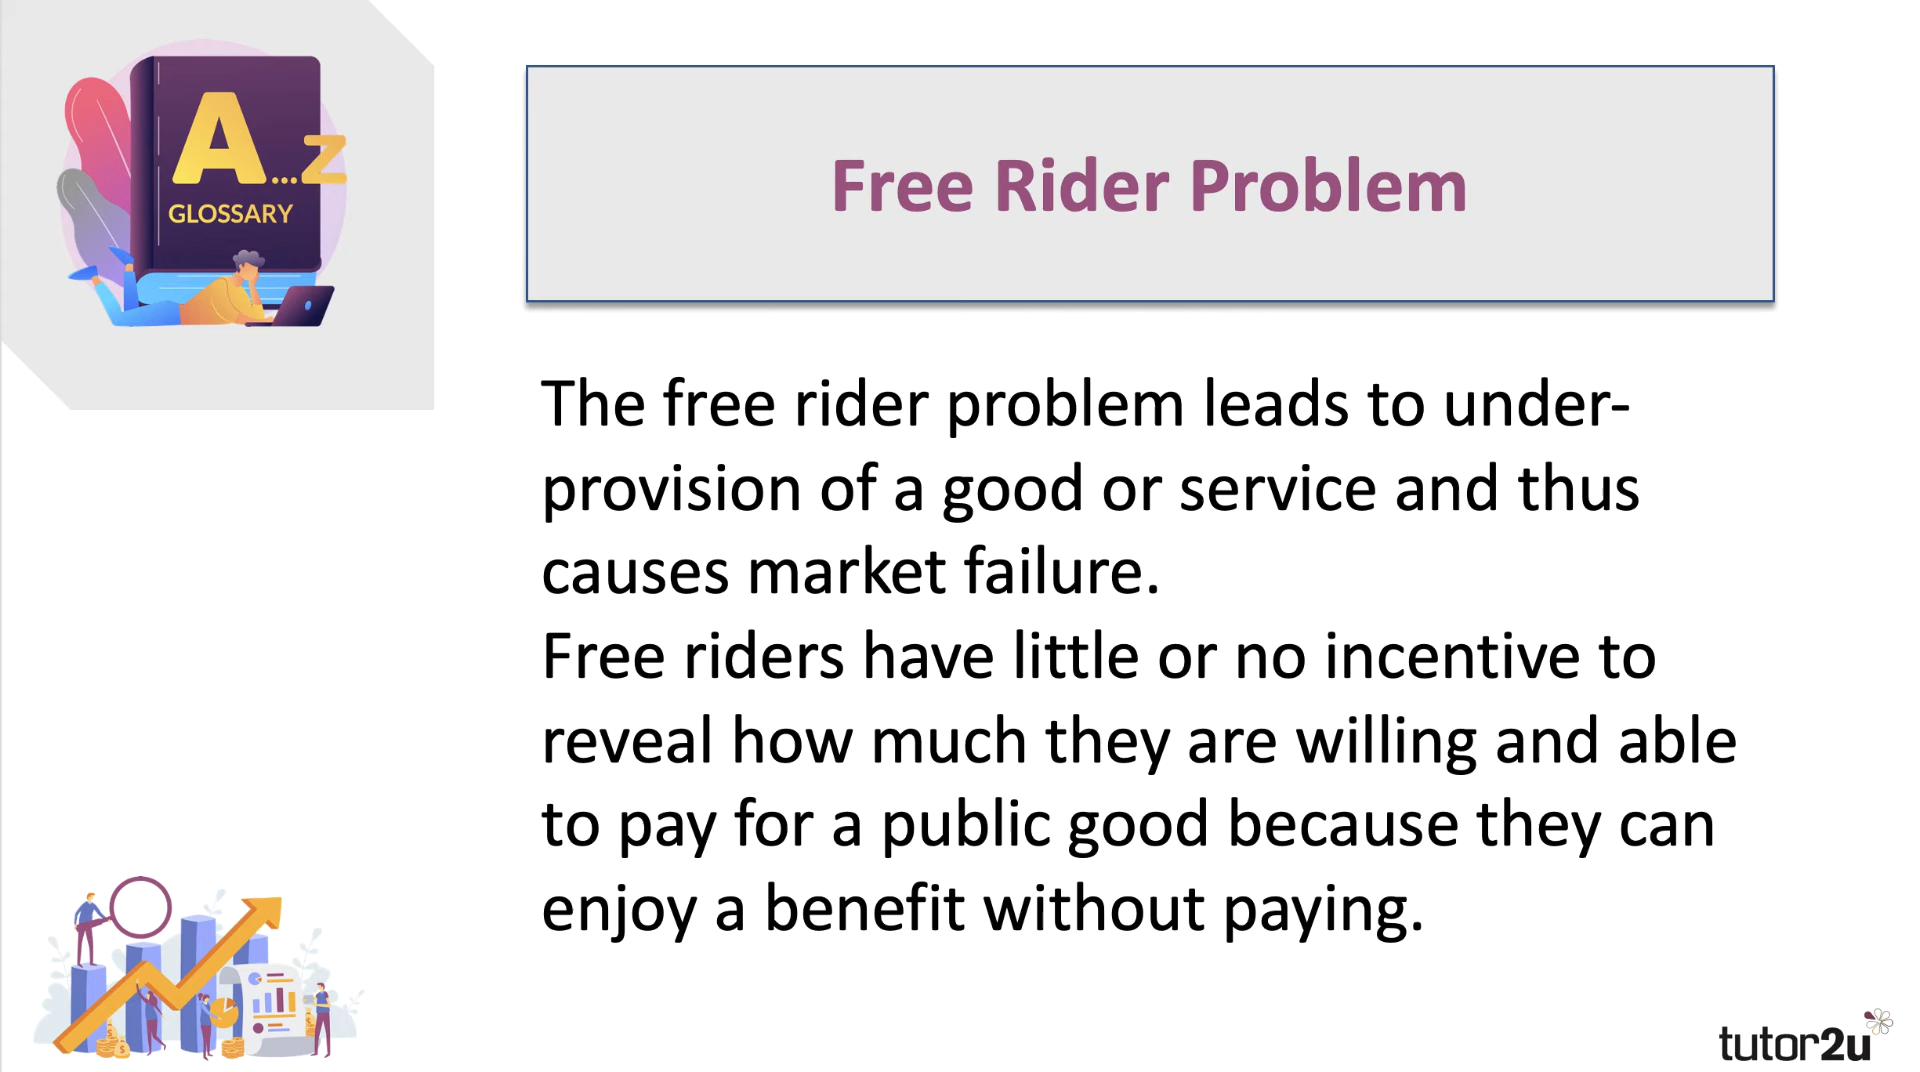 A...Z
GLOSSARY
Free Rider Problem
The free rider problem leads to under-
provision of a good or service and thus
causes market failure.
Free riders have little or no incentive to
reveal how much they are willing and able
to pay for a public good because they can
enjoy a benefit without paying.
tutor2u